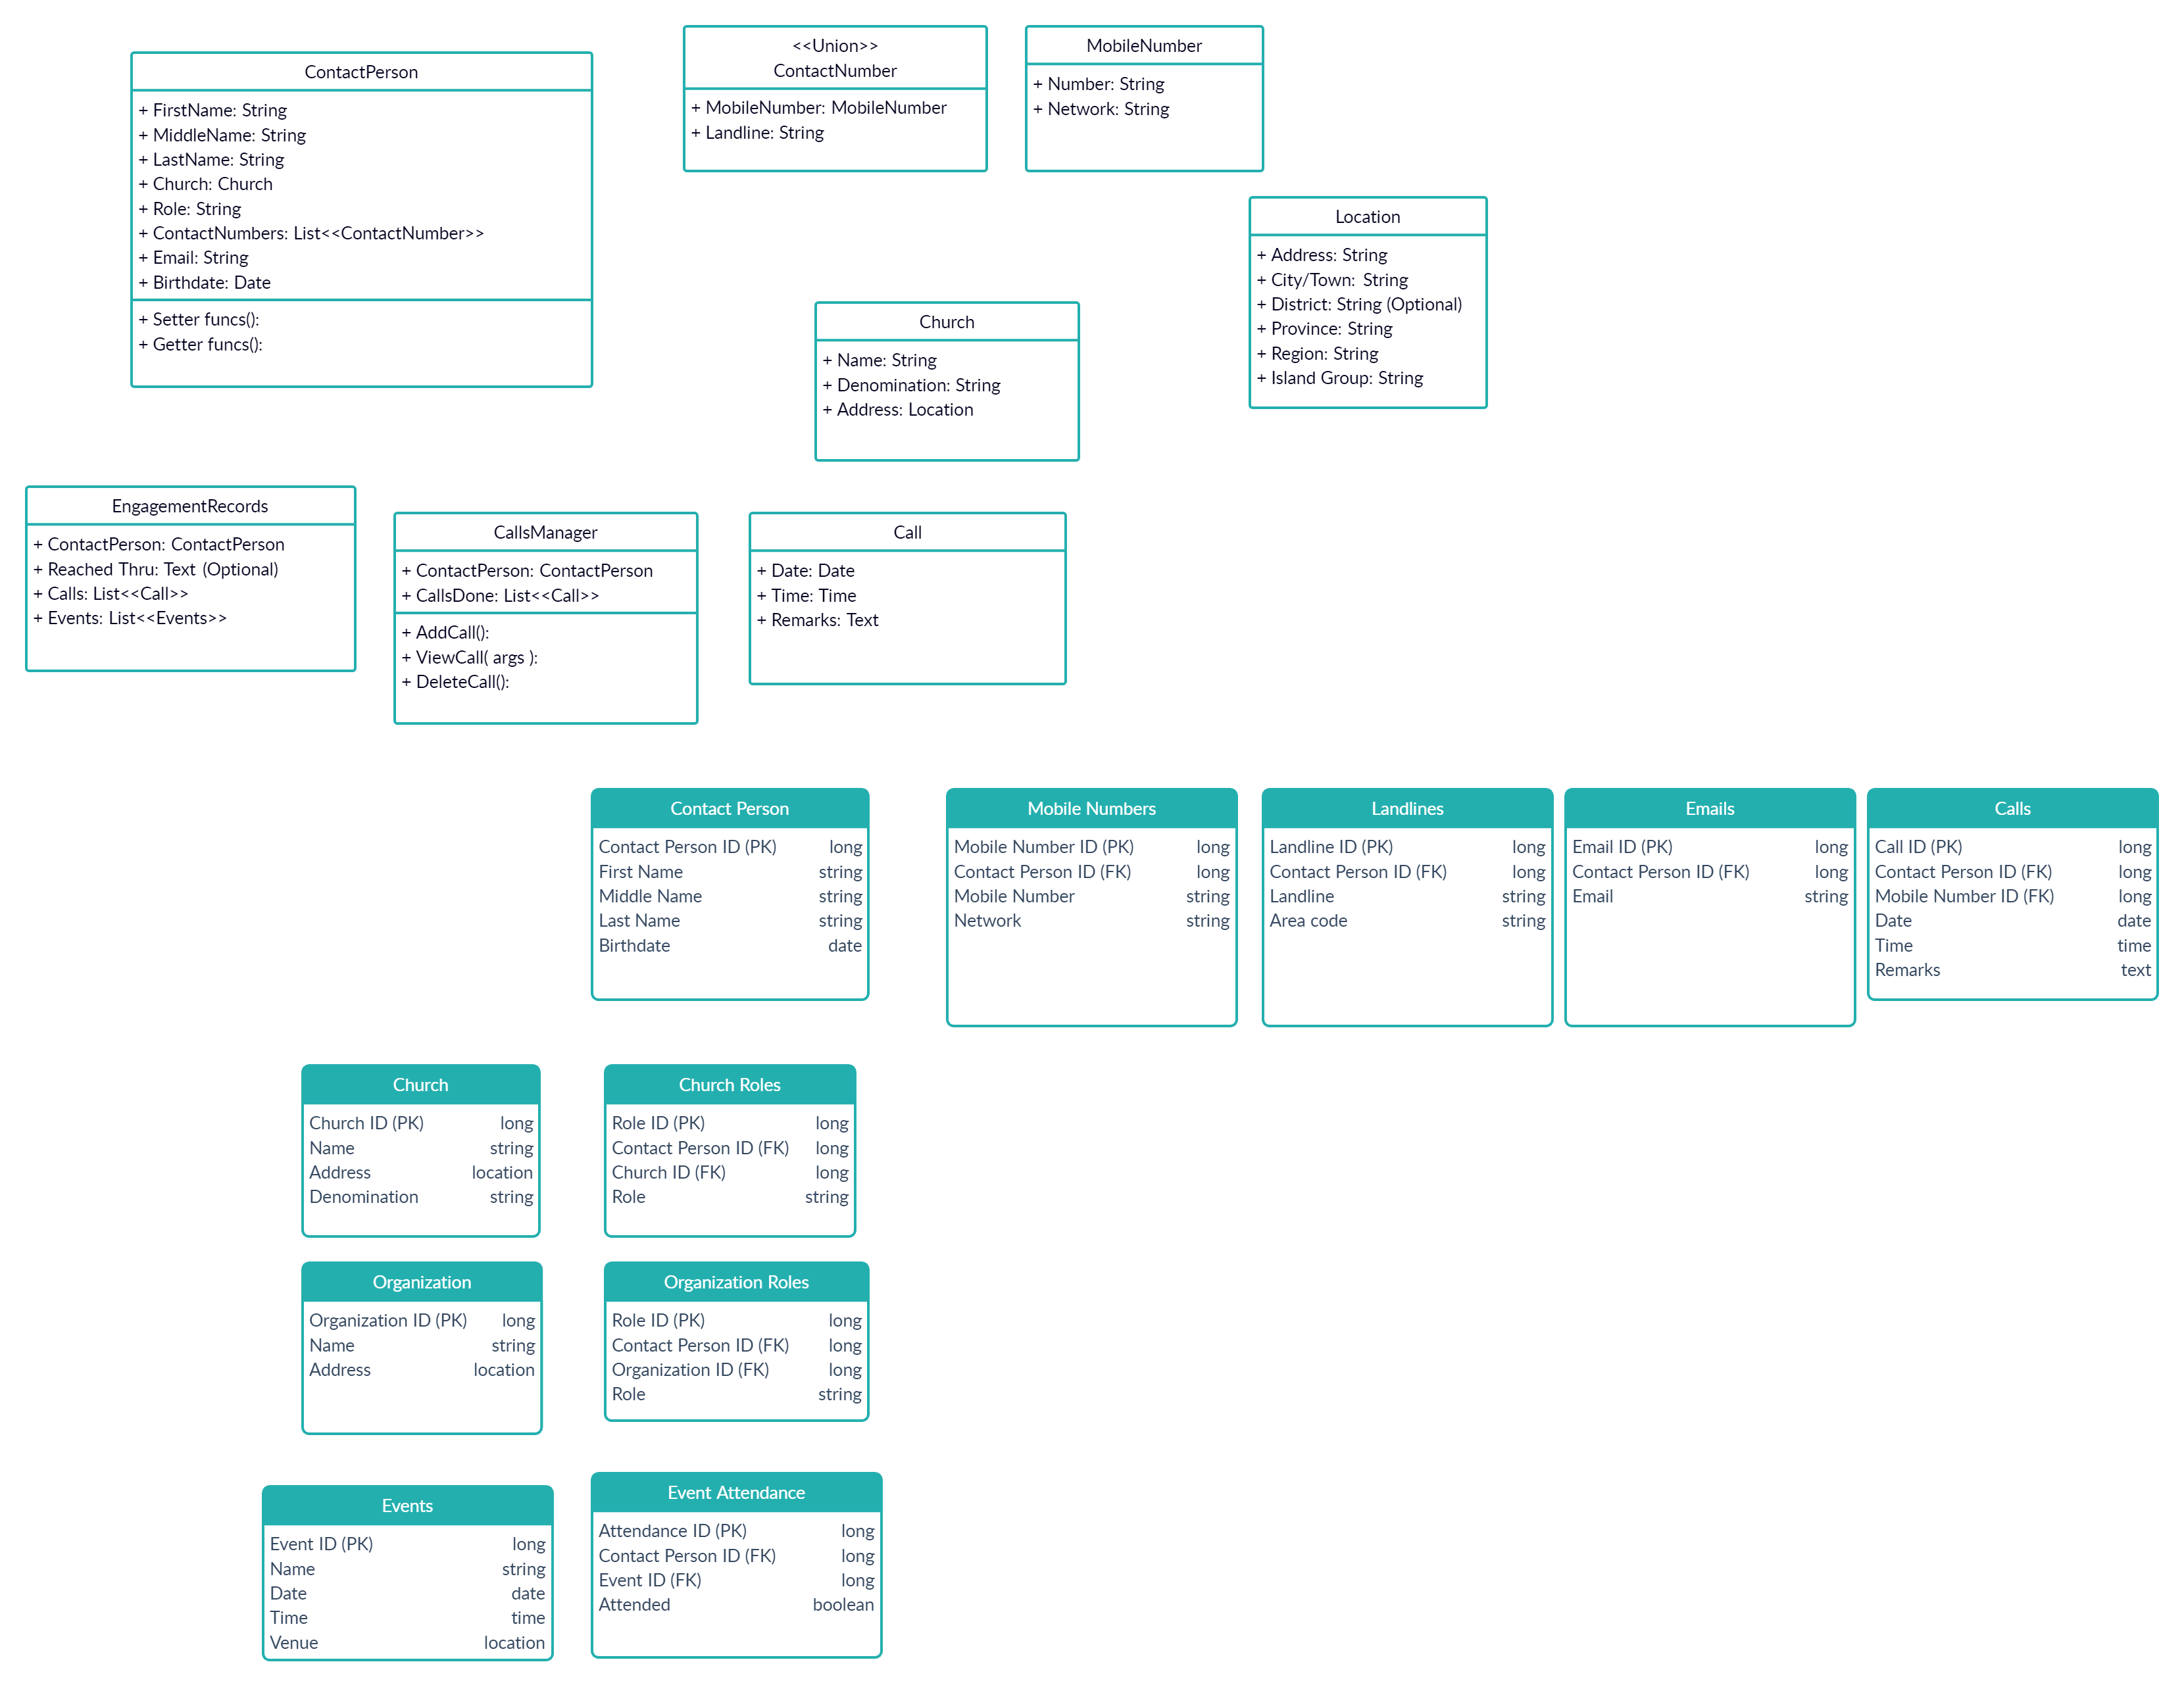 ContactPerson
+ FirstName: String
+ MiddleName: String
+ LastName: String
+ Church: Church
+ Role: String
+ ContactNumbers: List<<ContactNumber>>
+ Email: String
+ Birthdate: Date
+ Setter funcs():
+ Getter funcs():
<<Union>>
ContactNumber
+ MobileNumber: MobileNumber
+ Landline: String
MobileNumber
+ Number: String
+ Network: String
Location
+ Address: String
+ City/Town: String
+ District: String (Optional)
+ Province: String
+ Region: String
+ Island Group: String
Church
+ Name: String
+ Denomination: String
+ Address: Location
EngagementRecords
+ ContactPerson: ContactPerson
+ Reached Thru: Text (Optional)
+ Calls: List<<Call>>
+ Events: List<<Events>>
CallsManager
+ ContactPerson: ContactPerson
+ CallsDone: List<<Call>>
+ AddCall():
+ ViewCall( args ):
+ DeleteCall():
Call
+ Date: Date
+ Time: Time
+ Remarks: Text
Contact Person
Contact Person ID (PK) long
First Name string
Middle Name string
Last Name string
Birthdate date
Mobile Numbers
Mobile Number ID (PK) long
Contact Person ID (FK) long
Mobile Number string
Network string
Landlines
Landline ID (PK) long
Contact Person ID (FK) long
Landline string
Area code string
Emails
Email ID (PK) long
Contact Person ID (FK) long
Email string
Calls
Call ID (PK) long
Contact Person ID (FK) long
Mobile Number ID (FK) long
Date date
Time time
Remarks text
Church
Church ID (PK) long
Name string
Address location
Denomination string
Church Roles
Role ID (PK) long
Contact Person ID (FK) long
Church ID (FK) long
Role string
Organization
Organization ID (PK) long
Name string
Address location
Organization Roles
Role ID (PK) long
Contact Person ID (FK) long
Organization ID (FK) long
Role string
Events
Event ID (PK) long
Name string
Date date
Time time
Venue location
Event Attendance
Attendance ID (PK) long
Contact Person ID (FK) long
Event ID (FK) long
Attended boolean